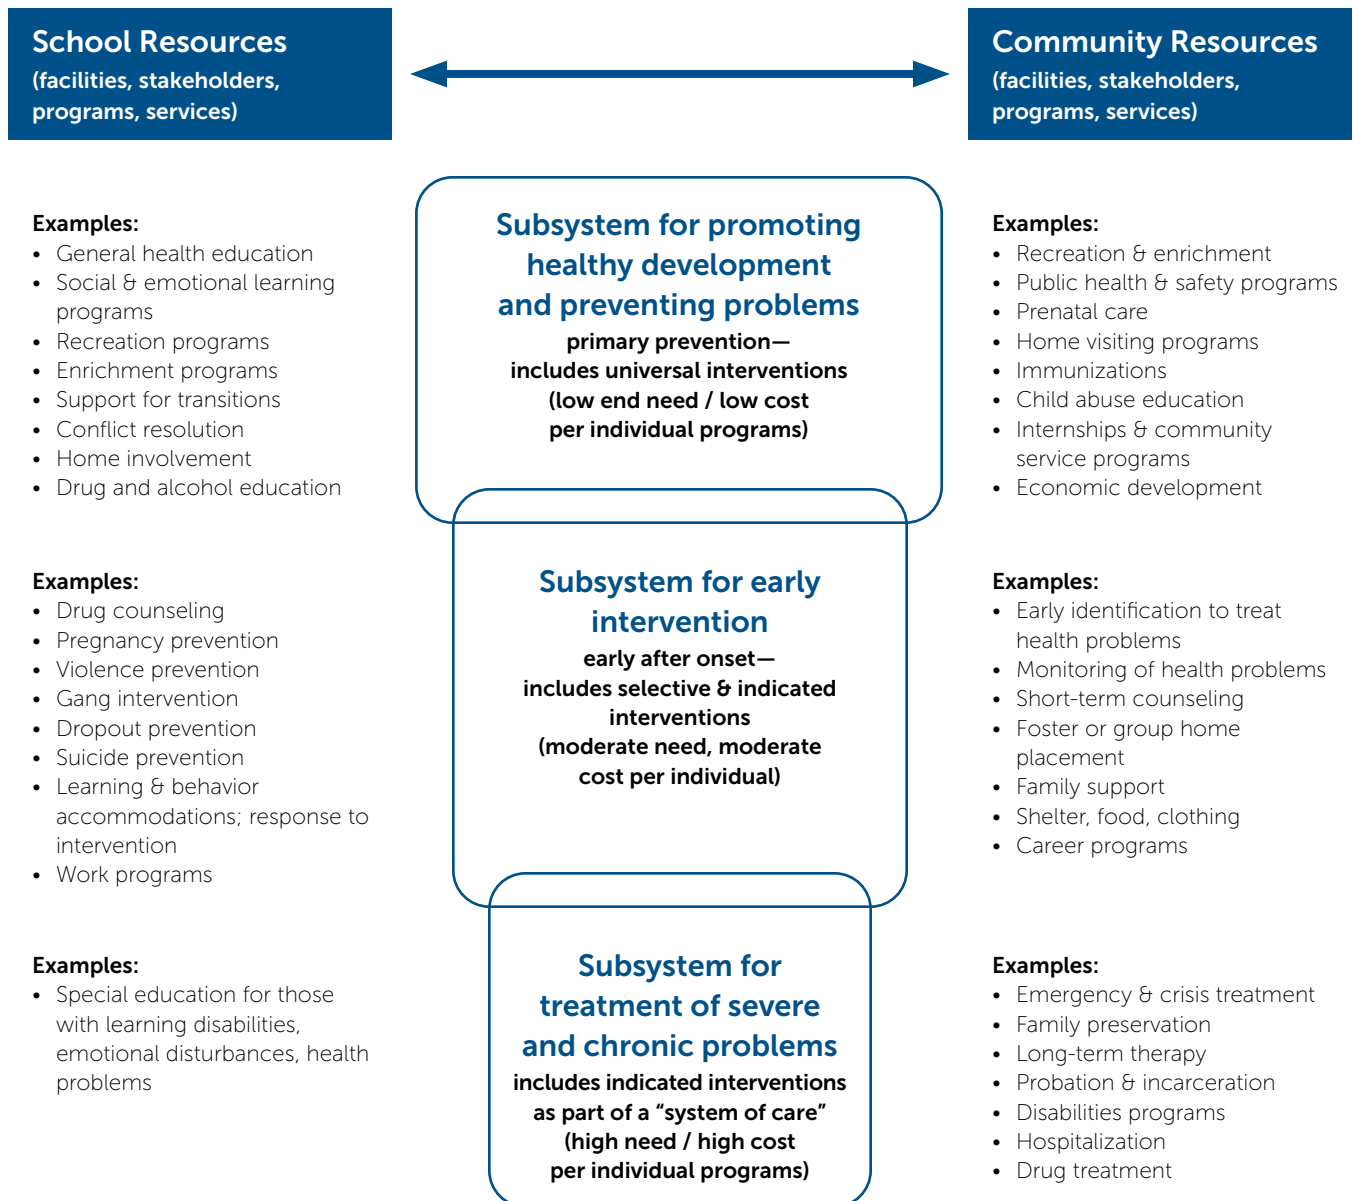 School Resources
(facilities, stakeholders,
programs, services)
Community Resources
(facilities, stakeholders,
programs, services)
Examples:
• General health education
• Social & emotional learning
programs
• Recreation programs
• Enrichment programs
• Support for transitions
• Conflict resolution
• Home involvement
• Drug and alcohol education
Subsystem for promoting
healthy development
and preventing problems
primary prevention—
includes universal interventions
(low end need / low cost
per individual programs)
Examples:
• Recreation & enrichment
• Public health & safety programs
• Prenatal care
• Home visiting programs
• Immunizations
• Child abuse education
• Internships & community
service programs
• Economic development
Examples:
• Drug counseling
• Pregnancy prevention
• Violence prevention
• Gang intervention
• Dropout prevention
• Suicide prevention
• Learning & behavior
accommodations; response to
intervention
• Work programs
Subsystem for early
intervention
early after onset—
includes selective & indicated
interventions
(moderate need, moderate
cost per individual)
Examples:
• Early identification to treat
health problems
• Monitoring of health problems
• Short-term counseling
• Foster or group home
placement
• Family support
• Shelter, food, clothing
• Career programs
Examples:
• Special education for those
with learning disabilities,
emotional disturbances, health
problems
Subsystem for
treatment of severe
and chronic problems
includes indicated interventions
as part of a “system of care”
(high need / high cost
per individual programs)
Examples:
• Emergency & crisis treatment
• Family preservation
• Long-term therapy
• Probation & incarceration
• Disabilities programs
• Hospitalization
• Drug treatment